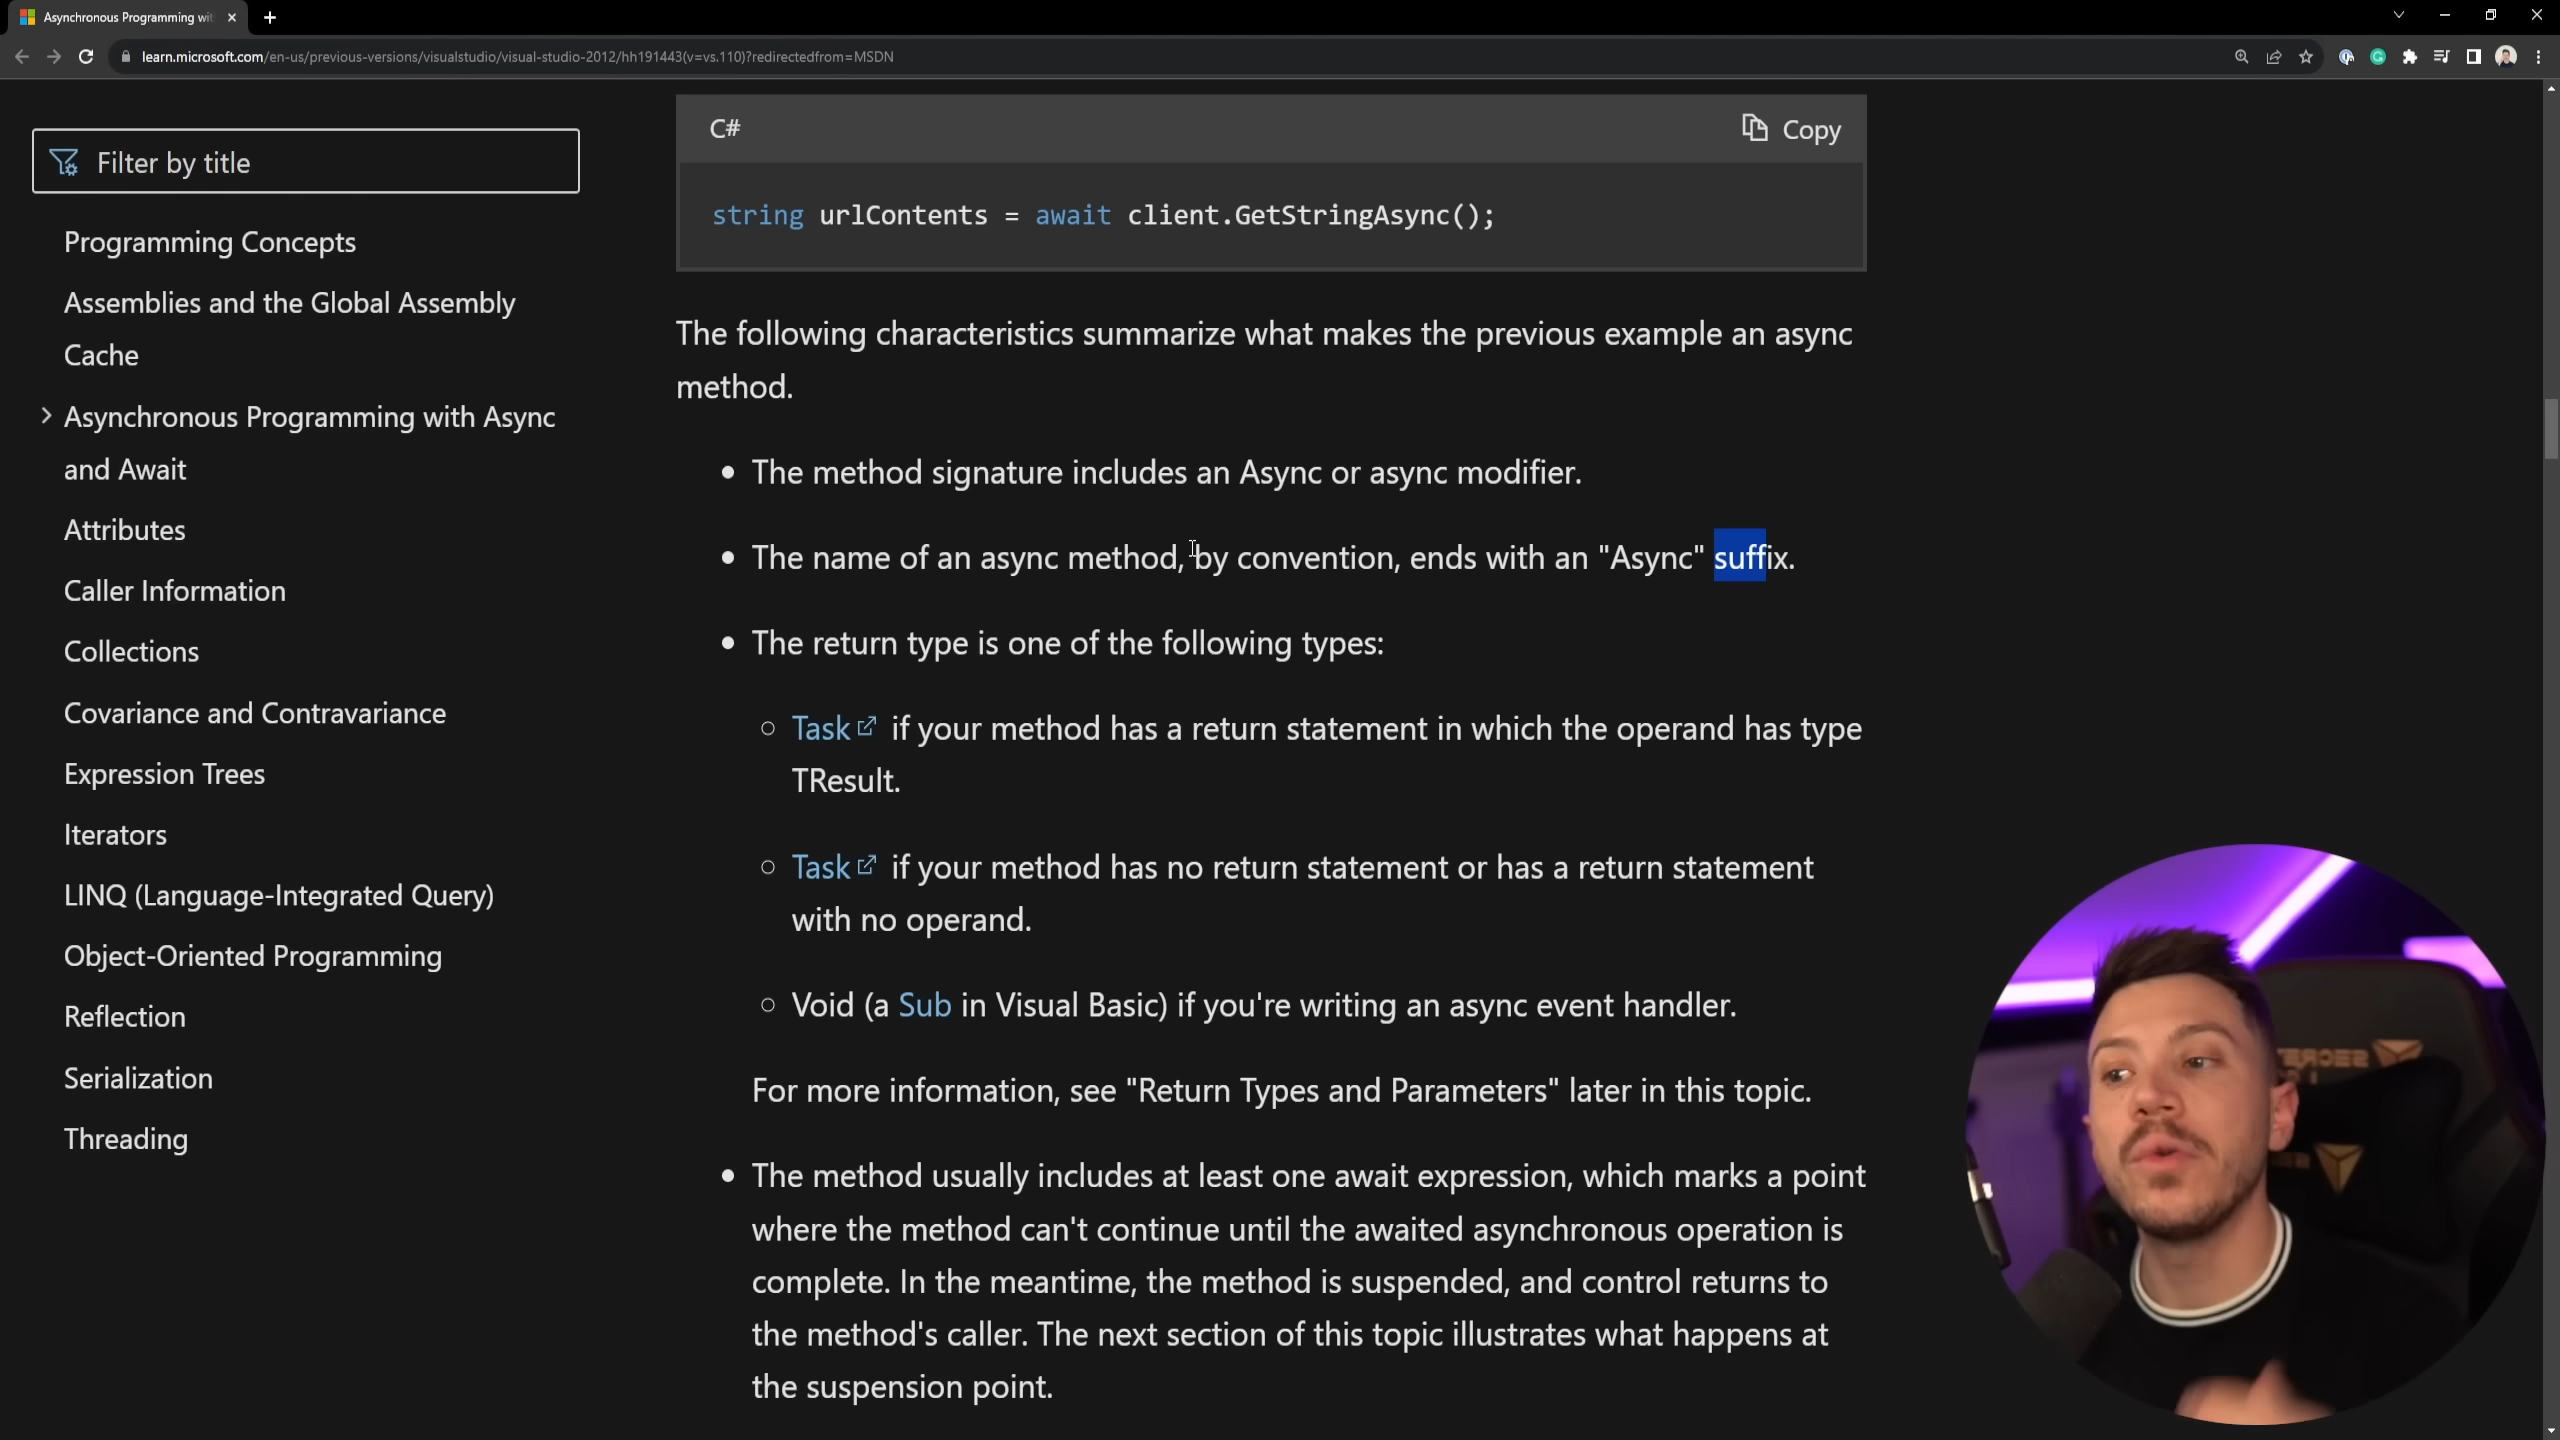 Asynchronous Programming wit
learn.microsoft.com/en-us/previous-versions/visualstudio/visual-studio-2012/hh191443(v=vs.110)?redirectedfrom=MSDN
Filter by title
Programming Concepts
Assemblies and the Global Assembly
Cache
Asynchronous Programming with Async
and Await
Attributes
Caller Information
Collections
Covariance and Contravariance
Expression Trees
Iterators
LINQ (Language-Integrated Query)
Object-Oriented Programming
Reflection
Serialization
Threading
C#
Copy
string urlContents = await client.GetStringAsync();
The following characteristics summarize what makes the previous example an async
method.
The method signature includes an Async or async modifier.
The name of an async method, by convention, ends with an "Async" suffix.
The return type is one of the following types:
Task if your method has a return statement in which the operand has type
TResult.
Task if your method has no return statement or has a return statement
with no operand.
Void (a Sub in Visual Basic) if you're writing an async event handler.
For more information, see "Return Types and Parameters" later in this topic.
The method usually includes at least one await expression, which marks a point
where the method can't continue until the awaited asynchronous operation is
complete. In the meantime, the method is suspended, and control returns to
the method's caller. The next section of this topic illustrates what happens at
the suspension point.